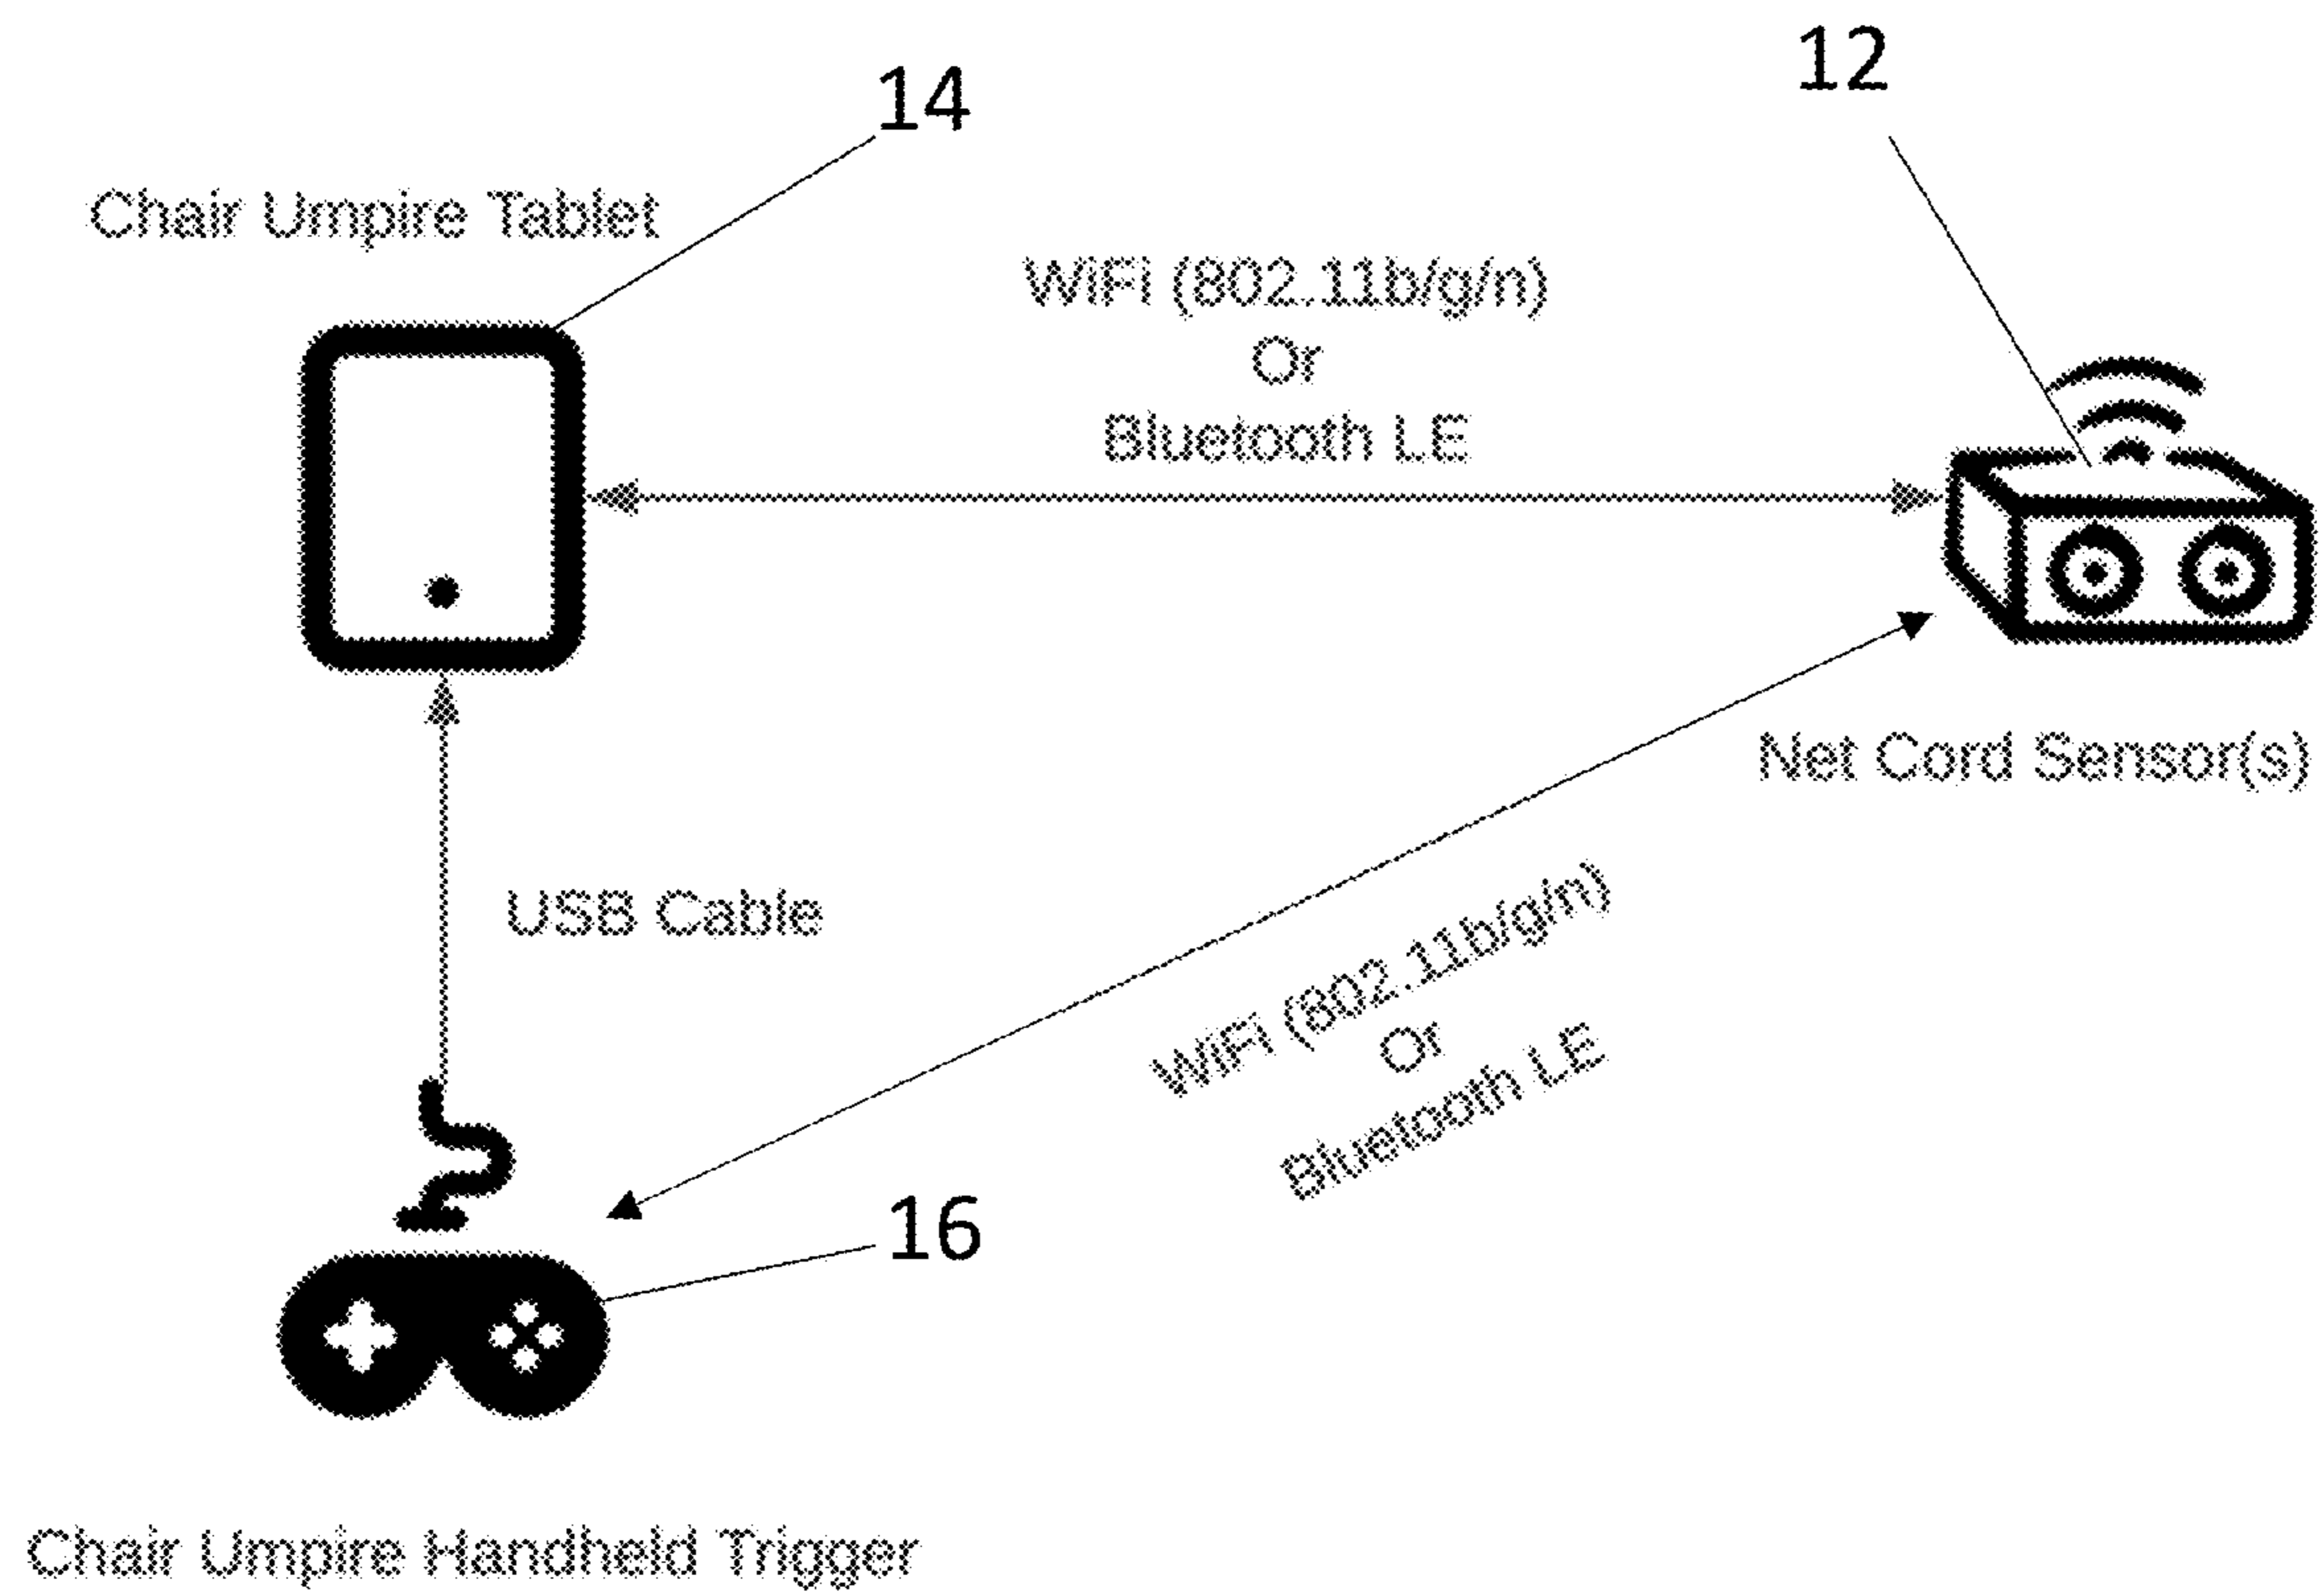 12
14
Chair Umpire Tablet
WiFi (802.11b/g/n)
Or
Bluetooth LE
Net Cord Sensor(s)
USB Cable
WiFi (802.11b/g/n)
Or
Bluetooth LE
16
Chair Umpire Handheld Trigger